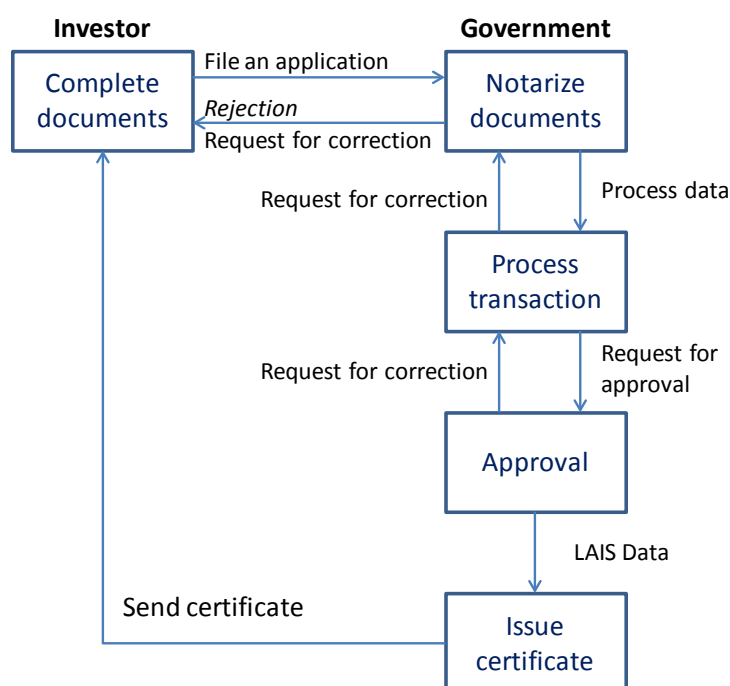 Investor
Government
Complete
documents
File an application
Rejection
Request for correction
Notarize
documents
Request for correction
Process data
Process
transaction
Request for correction
Request for
approval
Approval
LAIS Data
Send certificate
Issue
certificate